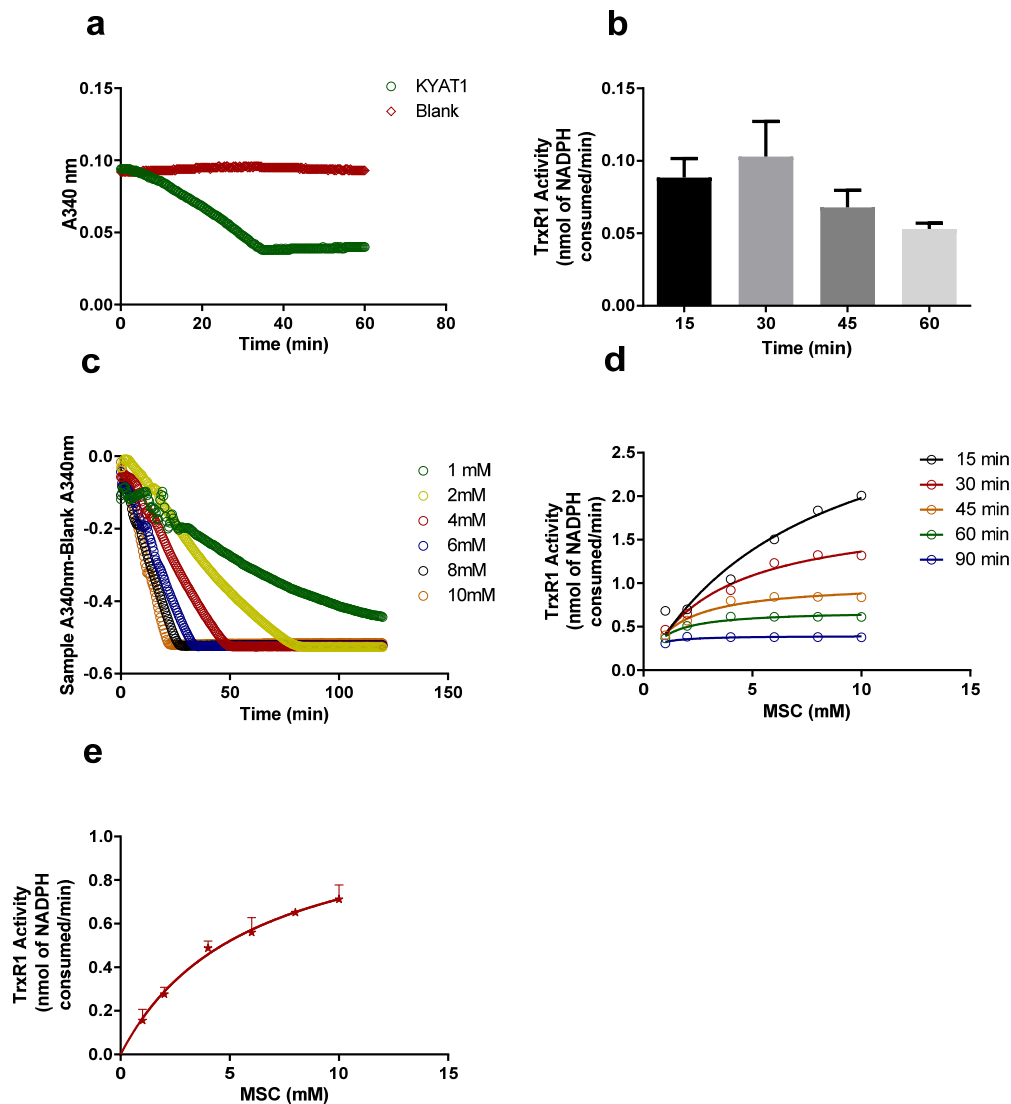 a
KYAT1
Blank
0.15
0.10
0.05
0.00
A340 nm
0
20
40
60
80
Time (min)
b
0.15
0.10
0.05
0.00
TrxR1 Activity
(nmol of NADPH
consumed/min)
15
30
45
60
Time (min)
c
0.0
-0.2
-0.4
-0.6
Sample A340nm-Blank A340nm
0
50
100
150
Time (min)
1 mM
2mM
4mM
6mM
8mM
10mM
d
2.5
2.0
1.5
1.0
0.5
0.0
TrxR1 Activity
(nmol of NADPH
consumed/min)
0
5
10
15
MSC (mM)
15 min
30 min
45 min
60 min
90 min
e
1.0
0.8
0.6
0.4
0.2
0.0
TrxR1 Activity
(nmol of NADPH
consumed/min)
0
5
10
15
MSC (mM)